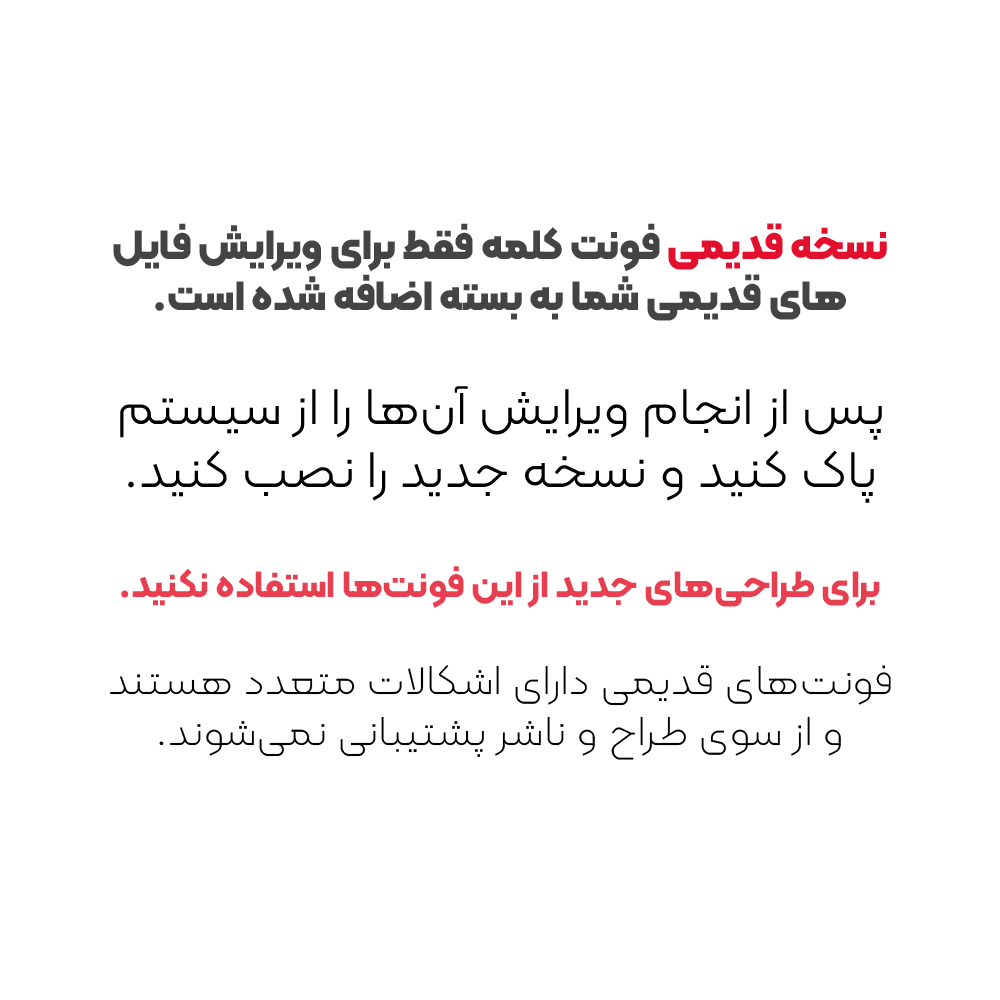 نسخه قدیمی فونت کلمه فقط برای ویرایش فایل
های قدیمی شما به بسته اضافه شده است.
پس از انجام ویرایش آن‌ها را از سیستم
پاک کنید و نسخه جدید را نصب کنید.
برای طراحی‌های جدید از این فونت‌ها استفاده نکنید.
فونت‌های قدیمی دارای اشکالات متعدد هستند
و از سوی طراح و ناشر پشتیبانی نمی‌شوند.